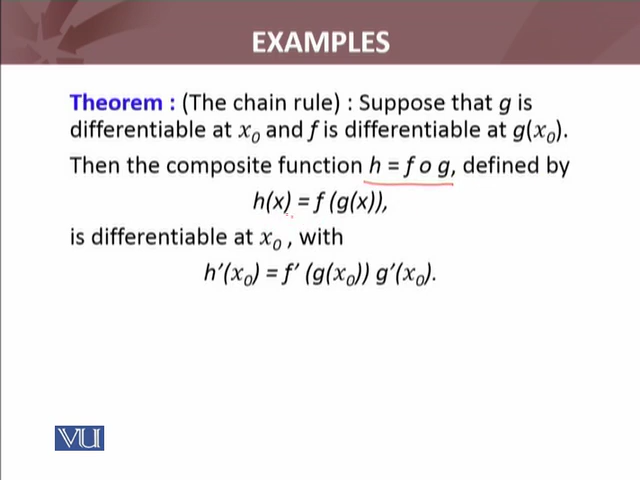 EXAMPLES
Theorem : (The chain rule) : Suppose that g is
differentiable at x₀ and f is differentiable at g(x₀).
Then the composite function h = f o g, defined by
h(x) = f (g(x)),
is differentiable at x₀ , with
h′(x₀) = f′ (g(x₀)) g′(x₀).
VU